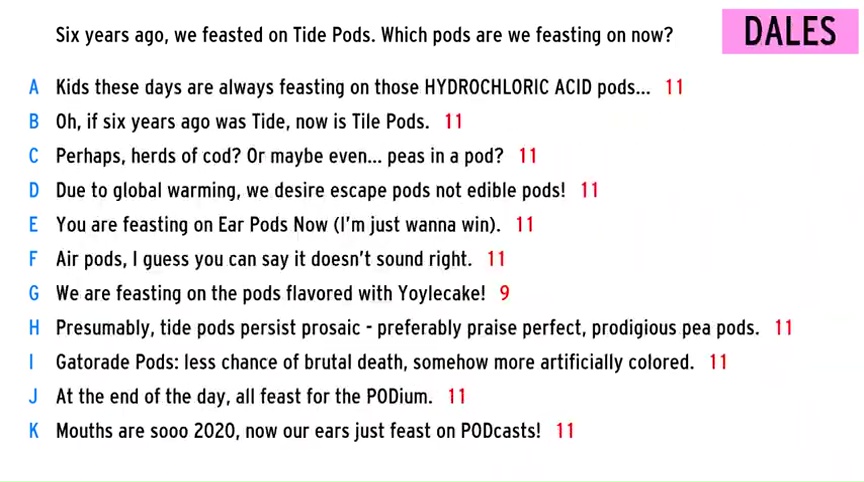 Six years ago, we feasted on Tide Pods. Which pods are we feasting on now?
DALES
A Kids these days are always feasting on those HYDROCHLORIC ACID pods... 11
B Oh, if six years ago was Tide, now is Tile Pods. 11
C Perhaps, herds of cod? Or maybe even... peas in a pod? 11
D Due to global warming, we desire escape pods not edible pods! 11
E You are feasting on Ear Pods Now (I'm just wanna win). 11
F Air pods, I guess you can say it doesn't sound right. 11
G We are feasting on the pods flavored with Yoylecake! 9
H Presumably, tide pods persist prosaic - preferably praise perfect, prodigious pea pods. 11
I Gatorade Pods: less chance of brutal death, somehow more artificially colored. 11
J At the end of the day, all feast for the PODium. 11
K Mouths are sooo 2020, now our ears just feast on PODcasts! 11